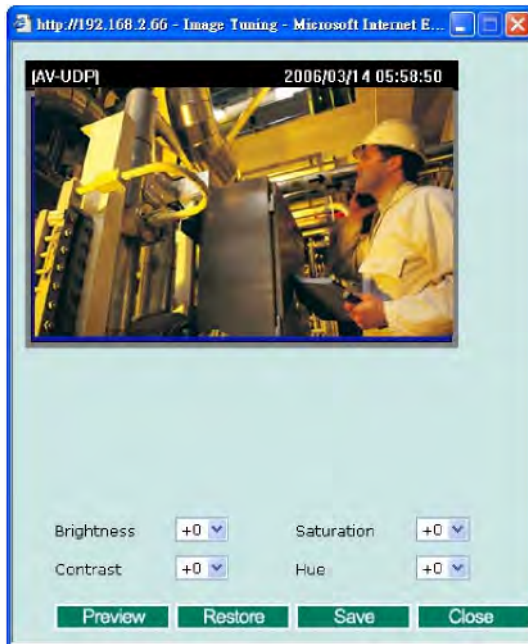 http://192.168.2.66 - Image Tuning - Microsoft Internet E...
(AV-UDP) 2006/03/14 05:58:50
Brightness +0 Saturation +0
Contrast +0 Hue +0
Preview Restore Save Close